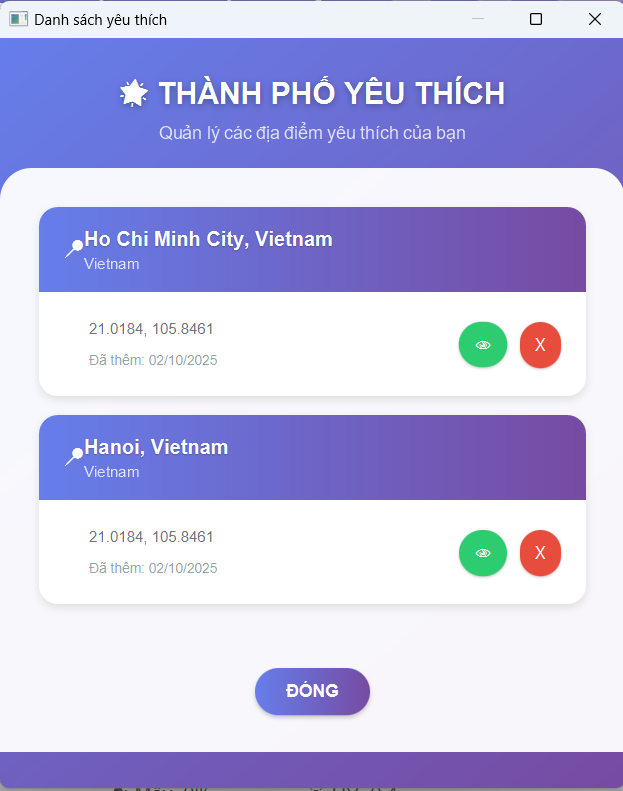 Danh sách yêu thích
THÀNH PHỐ YÊU THÍCH
Quản lý các địa điểm yêu thích của bạn
Ho Chi Minh City, Vietnam
Vietnam
21.0184, 105.8461
X
Đã thêm: 02/10/2025
Hanoi, Vietnam
Vietnam
21.0184, 105.8461
X
Đã thêm: 02/10/2025
ĐÓNG